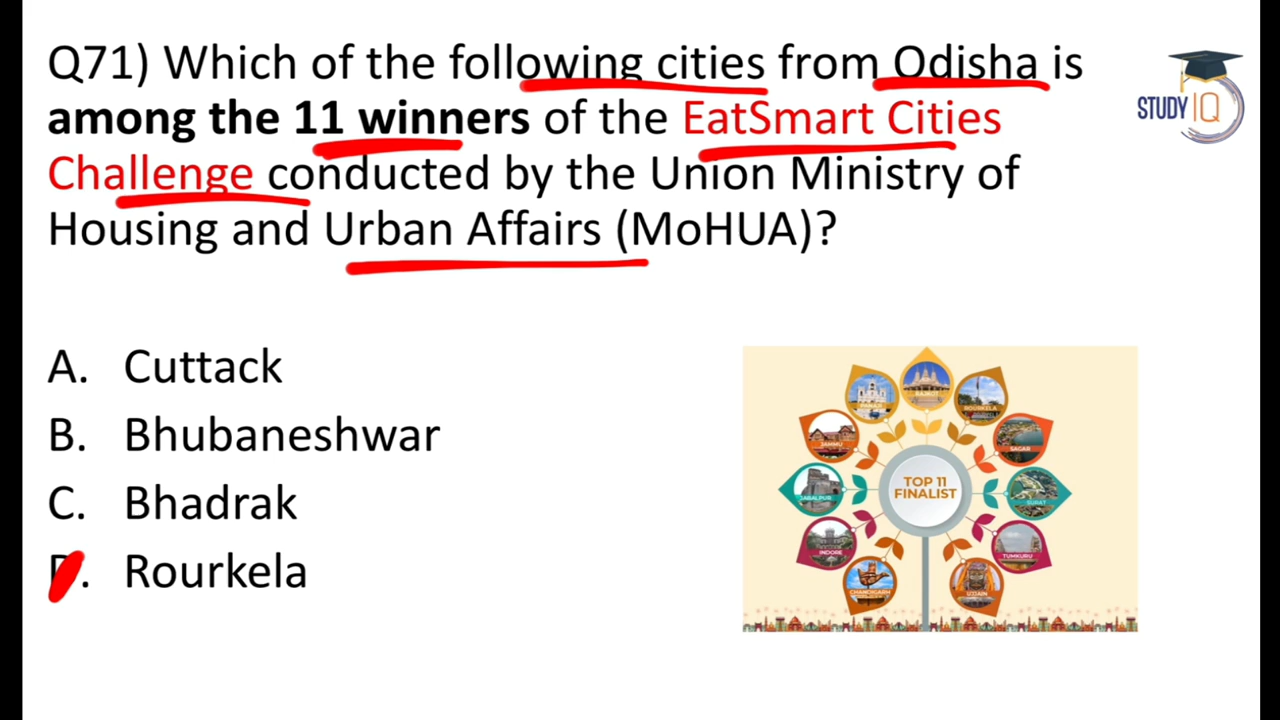 Q71) Which of the following cities from Odisha is
among the 11 winners of the EatSmart Cities
Challenge conducted by the Union Ministry of
Housing and Urban Affairs (MoHUA)?
STUDY IQ
A. Cuttack
B. Bhubaneshwar
C. Bhadrak
D. Rourkela
RAJKOT
PANAJI
ROURKELA
JAMMU
SAGAR
JABALPUR
TOP 11
FINALIST
SURAT
INDORE
TUMKURU
CHANDIGARH
UJJAIN